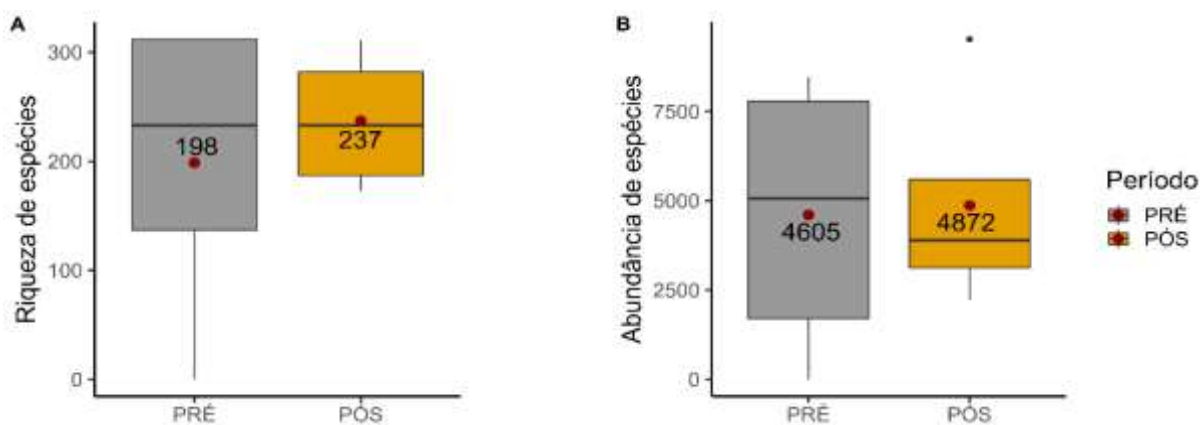 A
Riqueza de espécies
300
200
100
0
198
237
PRÉ
PÓS
B
Abundância de espécies
7500
5000
2500
0
4605
4872
PRÉ
PÓS
Período
PRÉ
PÓS